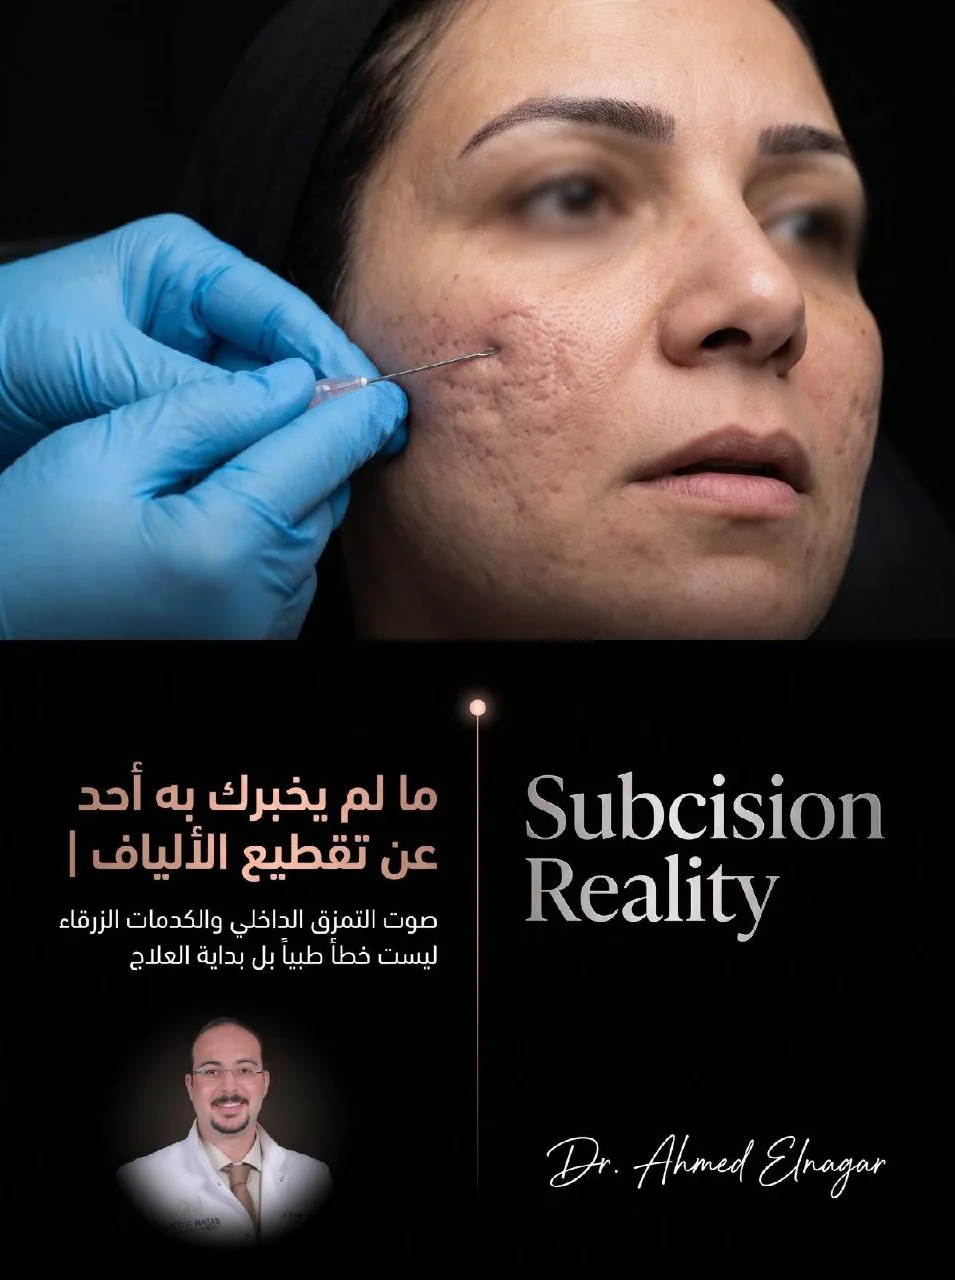 ما لم يخبرك به أحد
عن تقطيع الألياف |
صوت التمزق الداخلي والكدمات الزرقاء
ليست خطأ طبياً بل بداية العلاج
Subcision
Reality
Dr. Ahmed Elnagar